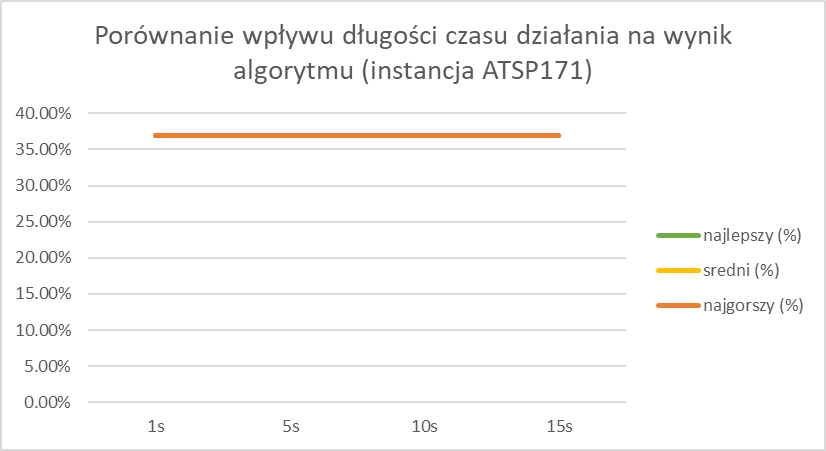 Porównanie wpływu długości czasu działania na wynik
algorytmu (instancja ATSP171)
40.00%
35.00%
30.00%
25.00%
20.00%
15.00%
10.00%
5.00%
0.00%
1s
5s
10s
15s
najlepszy (%)
sredni (%)
najgorszy (%)